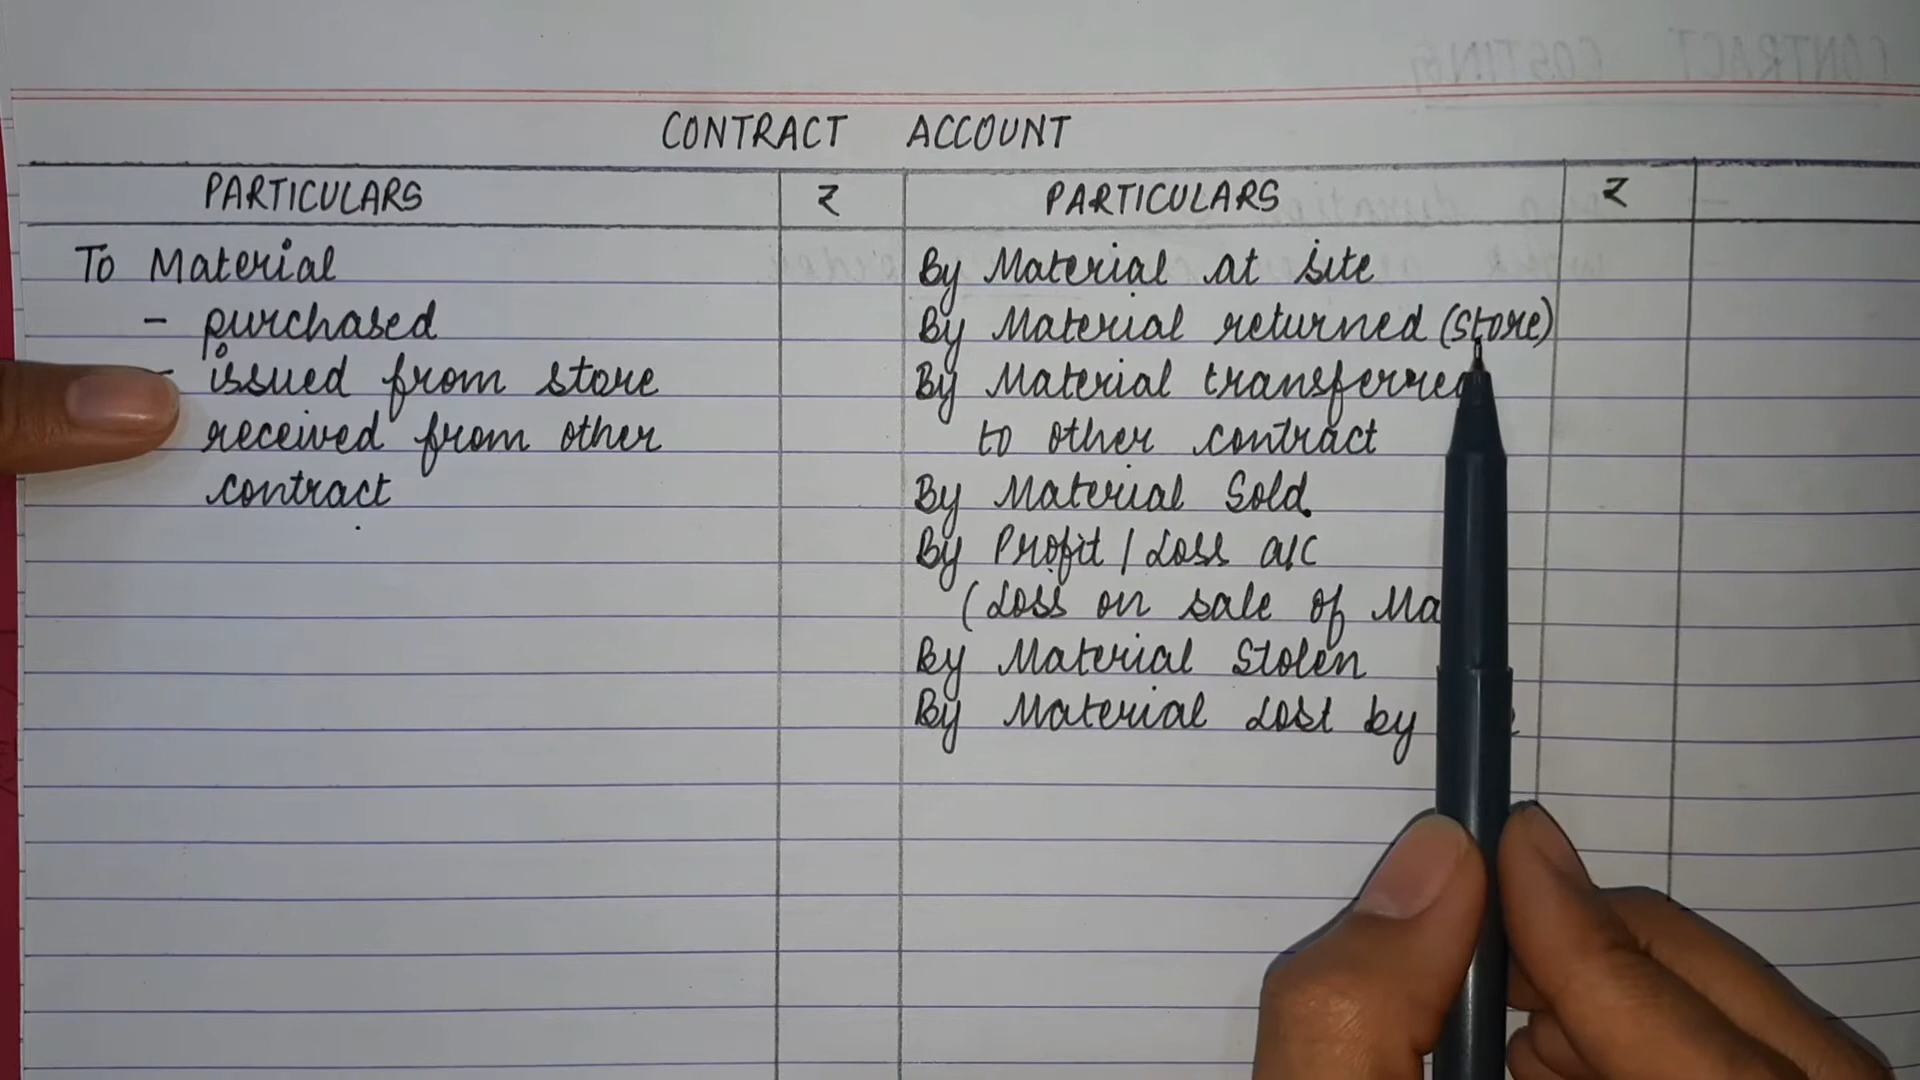 CONTRACT ACCOUNT
PARTICULARS ₹ PARTICULARS ₹
To Material
- purchased
- issued from store
received from other
contract
By Material at site
By Material returned (Store)
By Material transferred
to other contract
By Material Sold
By Profit / Loss a/c
(Loss on sale of
By Material Stolen
By Material Lost by
CONTRACT COSTING